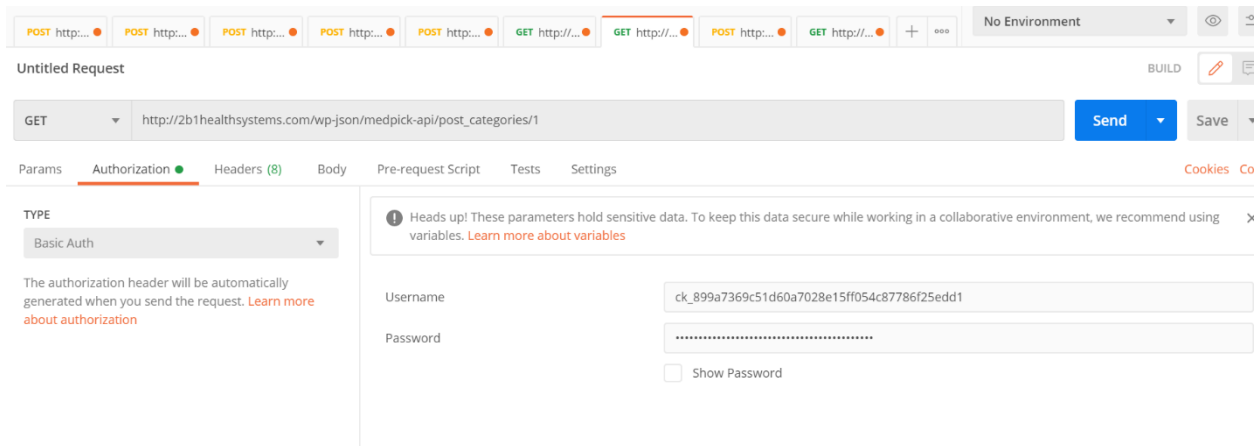 POST http:... POST http:... POST http:... POST http:... POST http:... GET http://... GET http://... POST http:... GET http://... No Environment
Untitled Request BUILD
GET http://2b1healthsystems.com/wp-json/medpick-api/post_categories/1 Send Save
Params Authorization Headers (8) Body Pre-request Script Tests Settings Cookies Co
TYPE
Basic Auth
The authorization header will be automatically
generated when you send the request. Learn more
about authorization
Heads up! These parameters hold sensitive data. To keep this data secure while working in a collaborative environment, we recommend using
variables. Learn more about variables
Username ck_899a7369c51d60a7028e15ff054c87786f25edd1
Password
Show Password